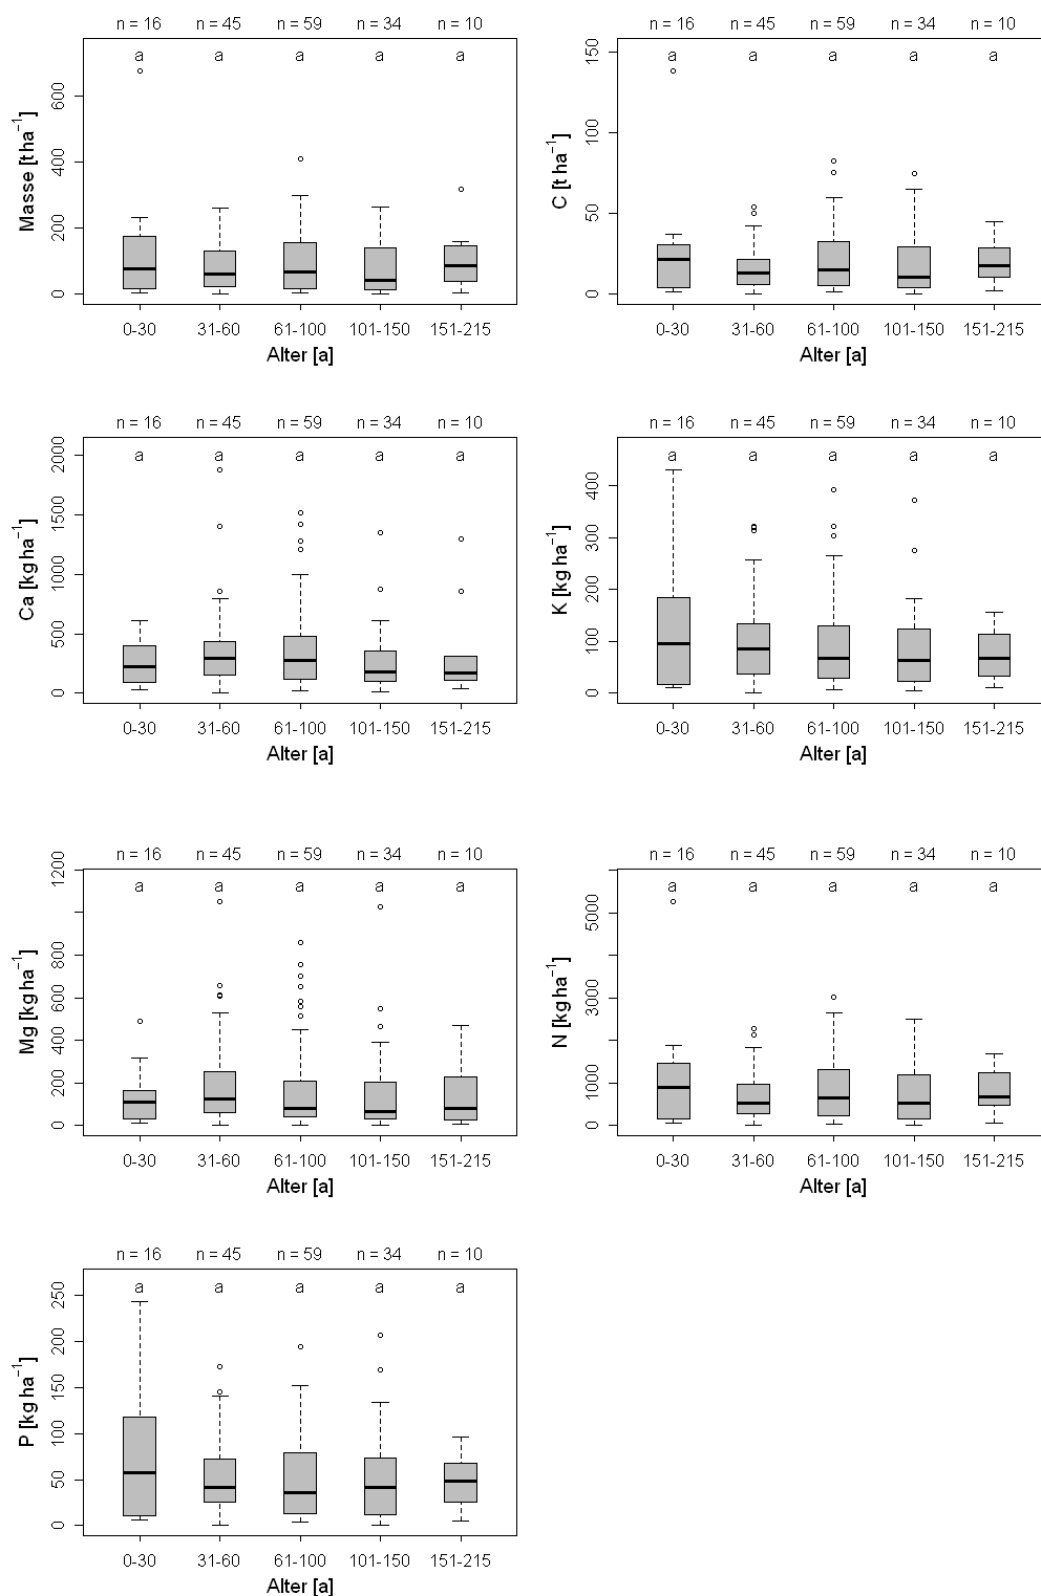 n = 16 n = 45 n = 59 n = 34 n = 10
a a a a a
Masse [t ha⁻¹]
600
400
200
0
0-30 31-60 61-100 101-150 151-215
Alter [a]
n = 16 n = 45 n = 59 n = 34 n = 10
a a a a a
C [t ha⁻¹]
150
100
50
0
0-30 31-60 61-100 101-150 151-215
Alter [a]
n = 16 n = 45 n = 59 n = 34 n = 10
a a a a a
Ca [kg ha⁻¹]
2000
1500
1000
500
0
0-30 31-60 61-100 101-150 151-215
Alter [a]
n = 16 n = 45 n = 59 n = 34 n = 10
a a a a a
K [kg ha⁻¹]
400
300
200
100
0
0-30 31-60 61-100 101-150 151-215
Alter [a]
n = 16 n = 45 n = 59 n = 34 n = 10
a a a a a
Mg [kg ha⁻¹]
1200
800
600
400
200
0
0-30 31-60 61-100 101-150 151-215
Alter [a]
n = 16 n = 45 n = 59 n = 34 n = 10
a a a a a
N [kg ha⁻¹]
5000
3000
1000
0
0-30 31-60 61-100 101-150 151-215
Alter [a]
n = 16 n = 45 n = 59 n = 34 n = 10
a a a a a
P [kg ha⁻¹]
250
200
150
100
50
0
0-30 31-60 61-100 101-150 151-215
Alter [a]